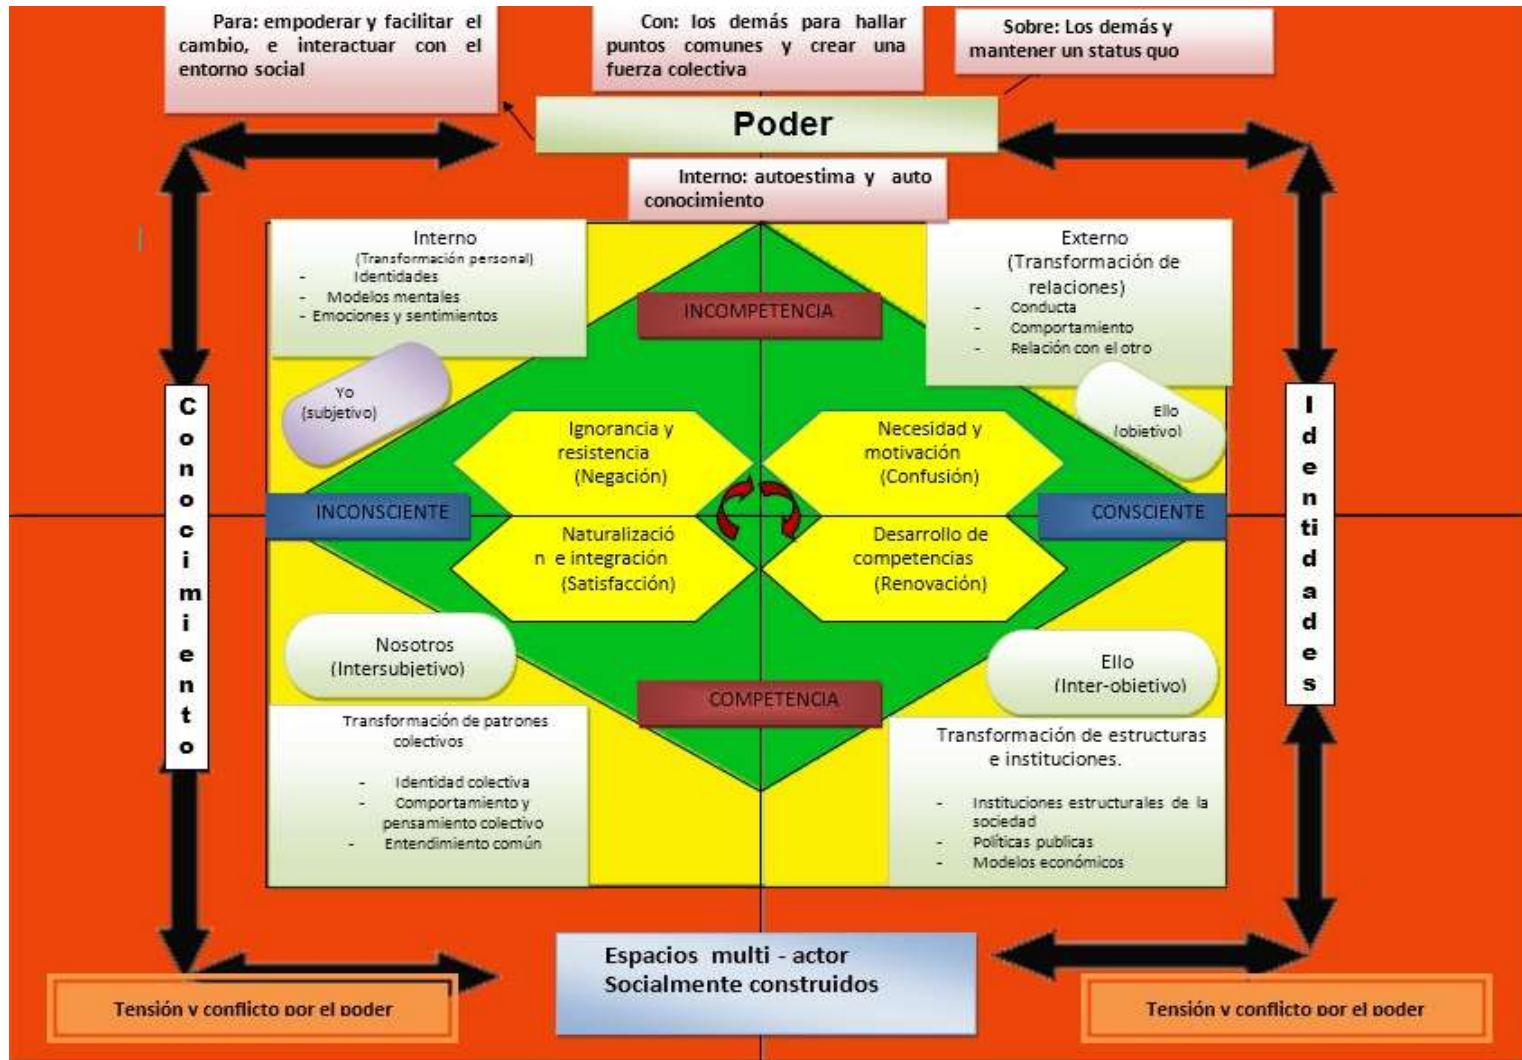 Para: empoderar y facilitar el
cambio, e interactuar con el
entorno social
Con: los demás para hallar
puntos comunes y crear una
fuerza colectiva
Sobre: Los demás y
mantener un status quo
Poder
Interno: autoestima y auto
conocimiento
Interno
(Transformación personal)
- Identidades
- Modelos mentales
- Emociones y sentimientos
Externo
(Transformación de
relaciones)
- Conducta
- Comportamiento
- Relación con el otro
INCOMPETENCIA
Yo
(subjetivo)
Ello
(objetivo)
Conocimiento
Identidades
Ignorancia y
resistencia
(Negación)
Necesidad y
motivación
(Confusión)
INCONSCIENTE
CONSCIENTE
Naturalizació
n e integración
(Satisfacción)
Desarrollo de
competencias
(Renovación)
Nosotros
(Intersubjetivo)
Ello
(Inter-objetivo)
COMPETENCIA
Transformación de patrones
colectivos
- Identidad colectiva
- Comportamiento y
pensamiento colectivo
- Entendimiento común
Transformación de estructuras
e instituciones.
- Instituciones estructurales de la
sociedad
- Políticas publicas
- Modelos económicos
Espacios multi - actor
Socialmente construidos
Tensión y conflicto por el poder
Tensión y conflicto por el poder